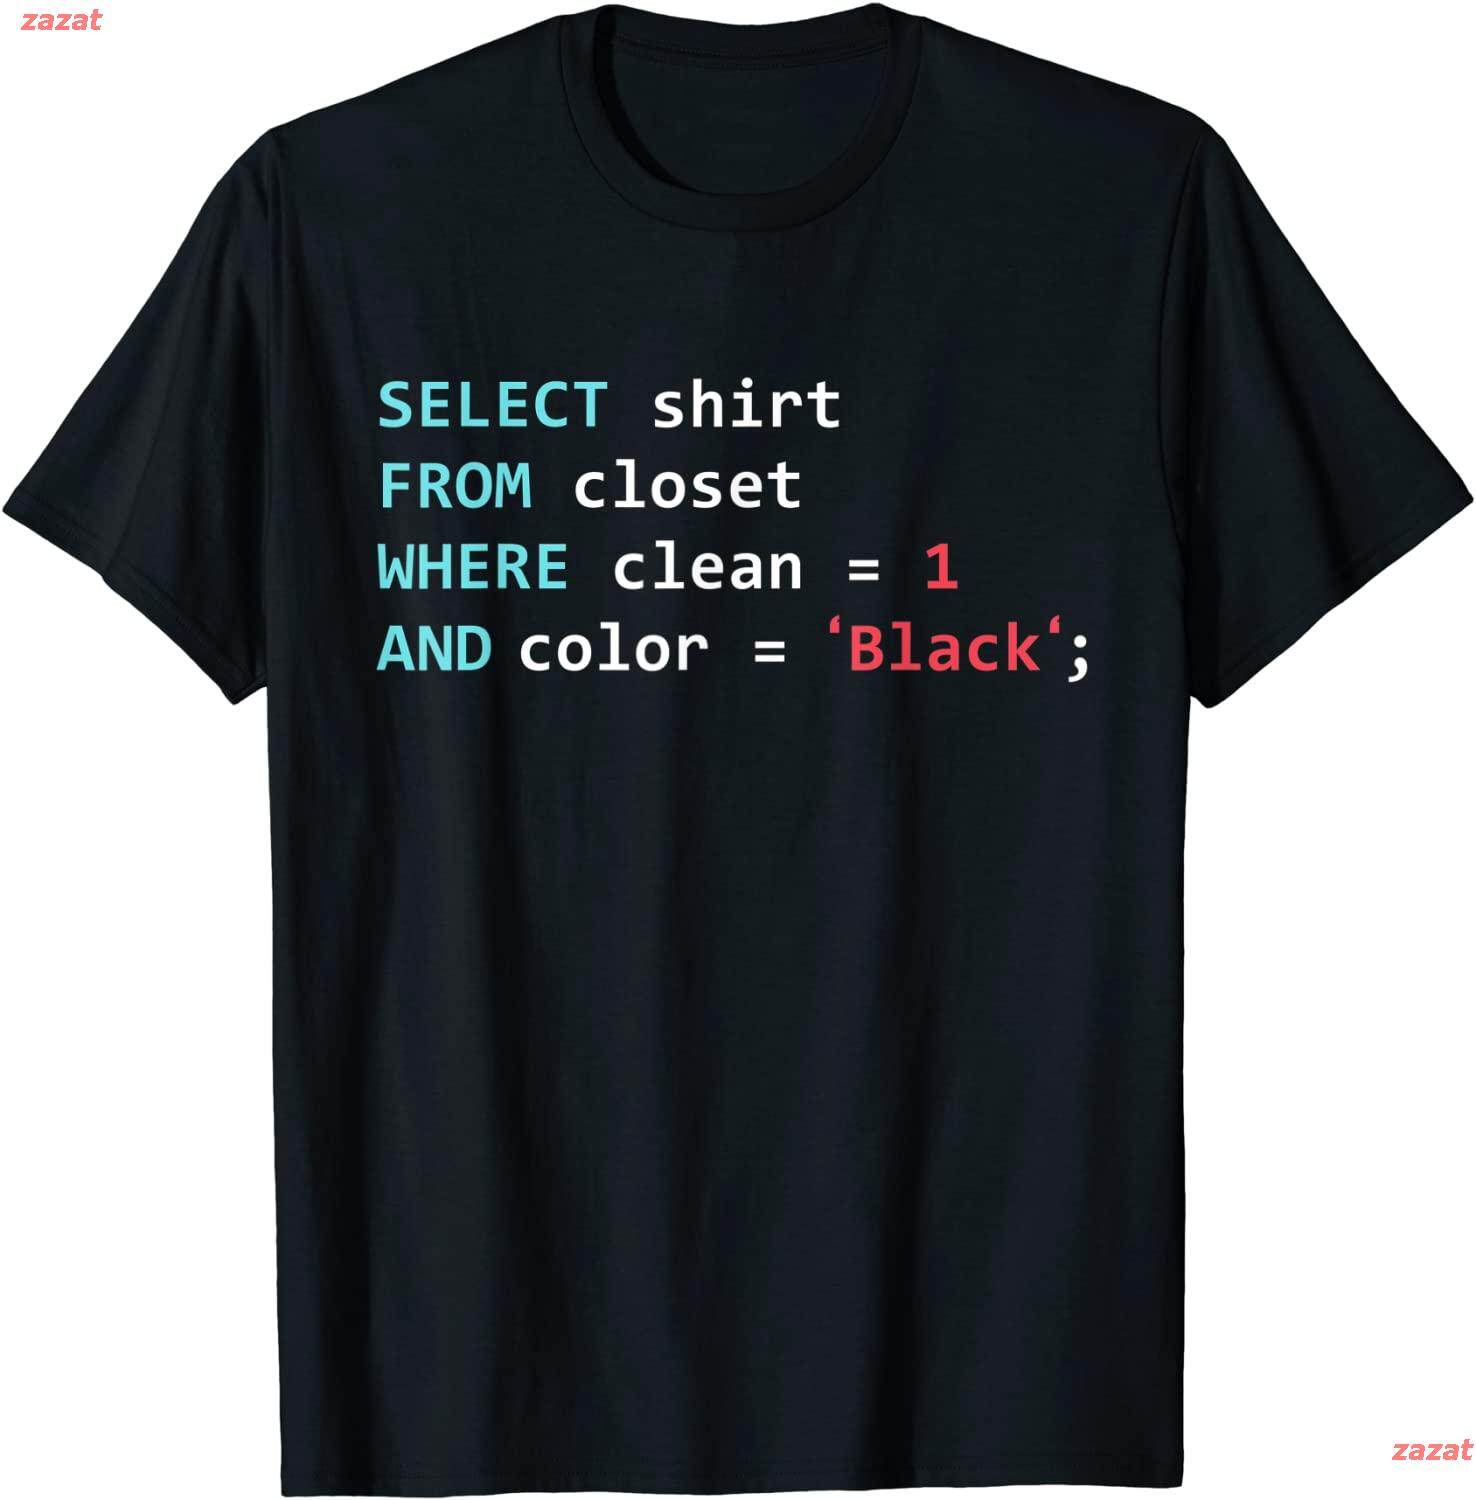 zazat
SELECT shirt
FROM closet
WHERE clean = 1
AND color = ‘Black‘;
zazat